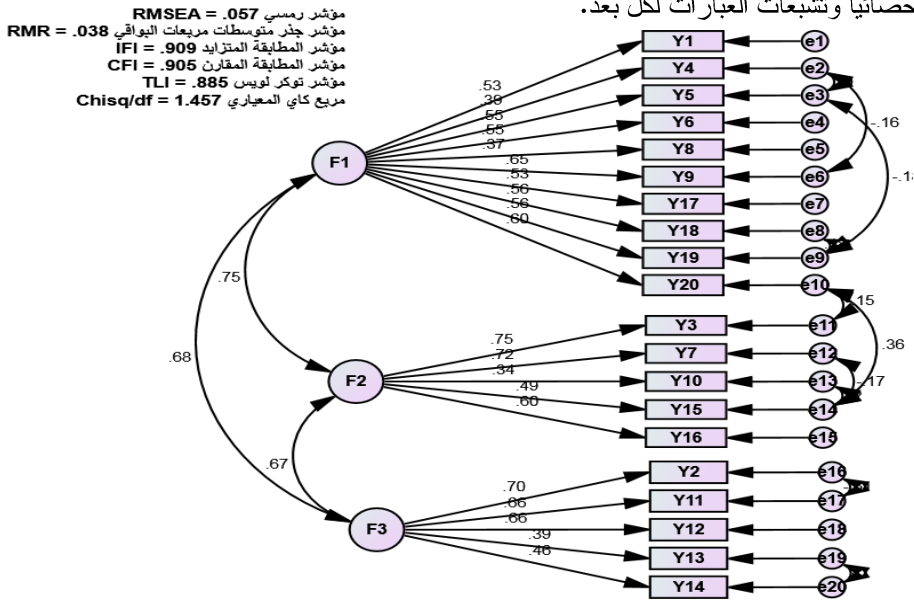 حصائيا وتشبعات العبارات لكل بعد.
مؤشر رمسي RMSEA = .057
مؤشر جذر متوسطات مربعات البواقي RMR = .038
مؤشر المطابقة المتزايد IFI = .909
مؤشر المطابقة المقارن CFI = .905
مؤشر توكر لويس TLI = .885
مربع كاي المعياري Chisq/df = 1.457
F1
.53
.39
.55
.55
.37
.65
.53
.56
.56
.60
Y1 e1
Y4 e2
Y5 e3
Y6 e4
Y8 e5
Y9 e6
Y17 e7
Y18 e8
Y19 e9
Y20 e10
-.16
.75
.68
F2
.75
.72
.34
.49
.60
Y3 e11
Y7 e12
Y10 e13
Y15 e14
Y16 e15
.15
.36
-.17
.67
F3
.70
.66
.66
.39
.46
Y2 e16
Y11 e17
Y12 e18
Y13 e19
Y14 e20